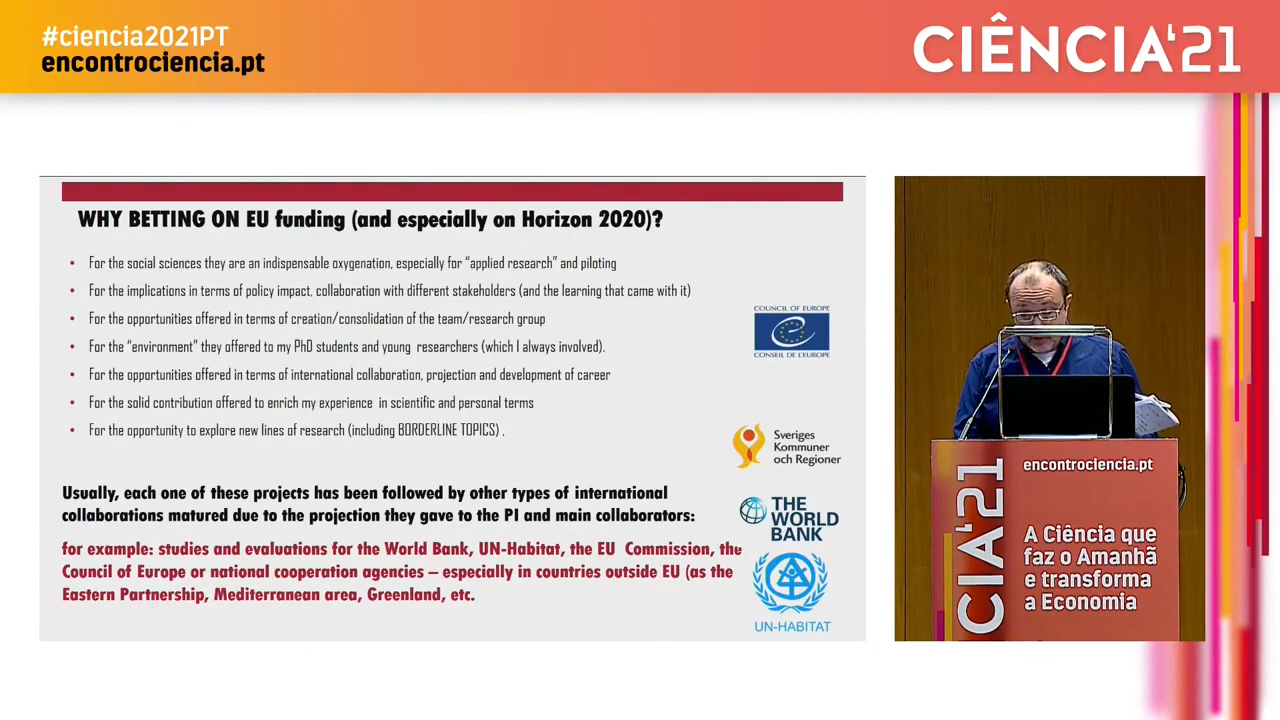 #ciencia2021PT
encontrociencia.pt
CIÊNCIA'21
WHY BETTING ON EU funding (and especially on Horizon 2020)?
• For the social sciences they are an indispensable oxygenation, especially for “applied research” and piloting
• For the implications in terms of policy impact, collaboration with different stakeholders (and the learning that came with it)
• For the opportunities offered in terms of creation/consolidation of the team/research group
• For the “environment” they offered to my PhD students and young researchers (which I always involved).
• For the opportunities offered in terms of international collaboration, projection and development of career
• For the solid contribution offered to enrich my experience in scientific and personal terms
• For the opportunity to explore new lines of research (including BORDERLINE TOPICS) .
Usually, each one of these projects has been followed by other types of international
collaborations matured due to the projection they gave to the PI and main collaborators:
for example: studies and evaluations for the World Bank, UN-Habitat, the EU Commission, the
Council of Europe or national cooperation agencies – especially in countries outside EU (as the
Eastern Partnership, Mediterranean area, Greenland, etc.
COUNCIL OF EUROPE
CONSEIL DE L'EUROPE
Sveriges
Kommuner
och Regioner
THE
WORLD
BANK
UN-HABITAT
CIA'21
encontrociencia.pt
A Ciência que
faz o Amanhã
e transforma
a Economia